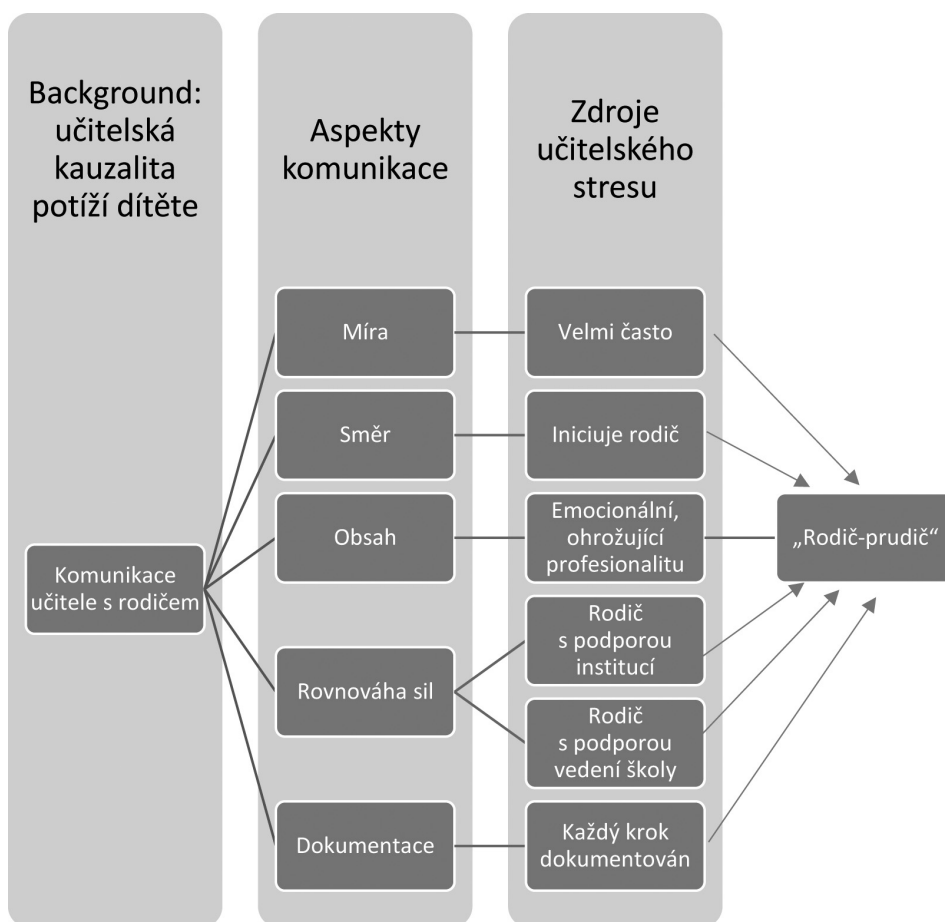 Background:
učitelská
kauzalita
potíží dítěte
Aspekty
komunikace
Zdroje
učitelského
stresu
Komunikace
učitele s rodičem
Míra
Směr
Obsah
Rovnováha sil
Dokumentace
Velmi často
Iniciuje rodič
Emocionální,
ohrožující
profesionalitu
Rodič
s podporou
institucí
Rodič
s podporou
vedení školy
Každý krok
dokumentován
„Rodič-prudič“